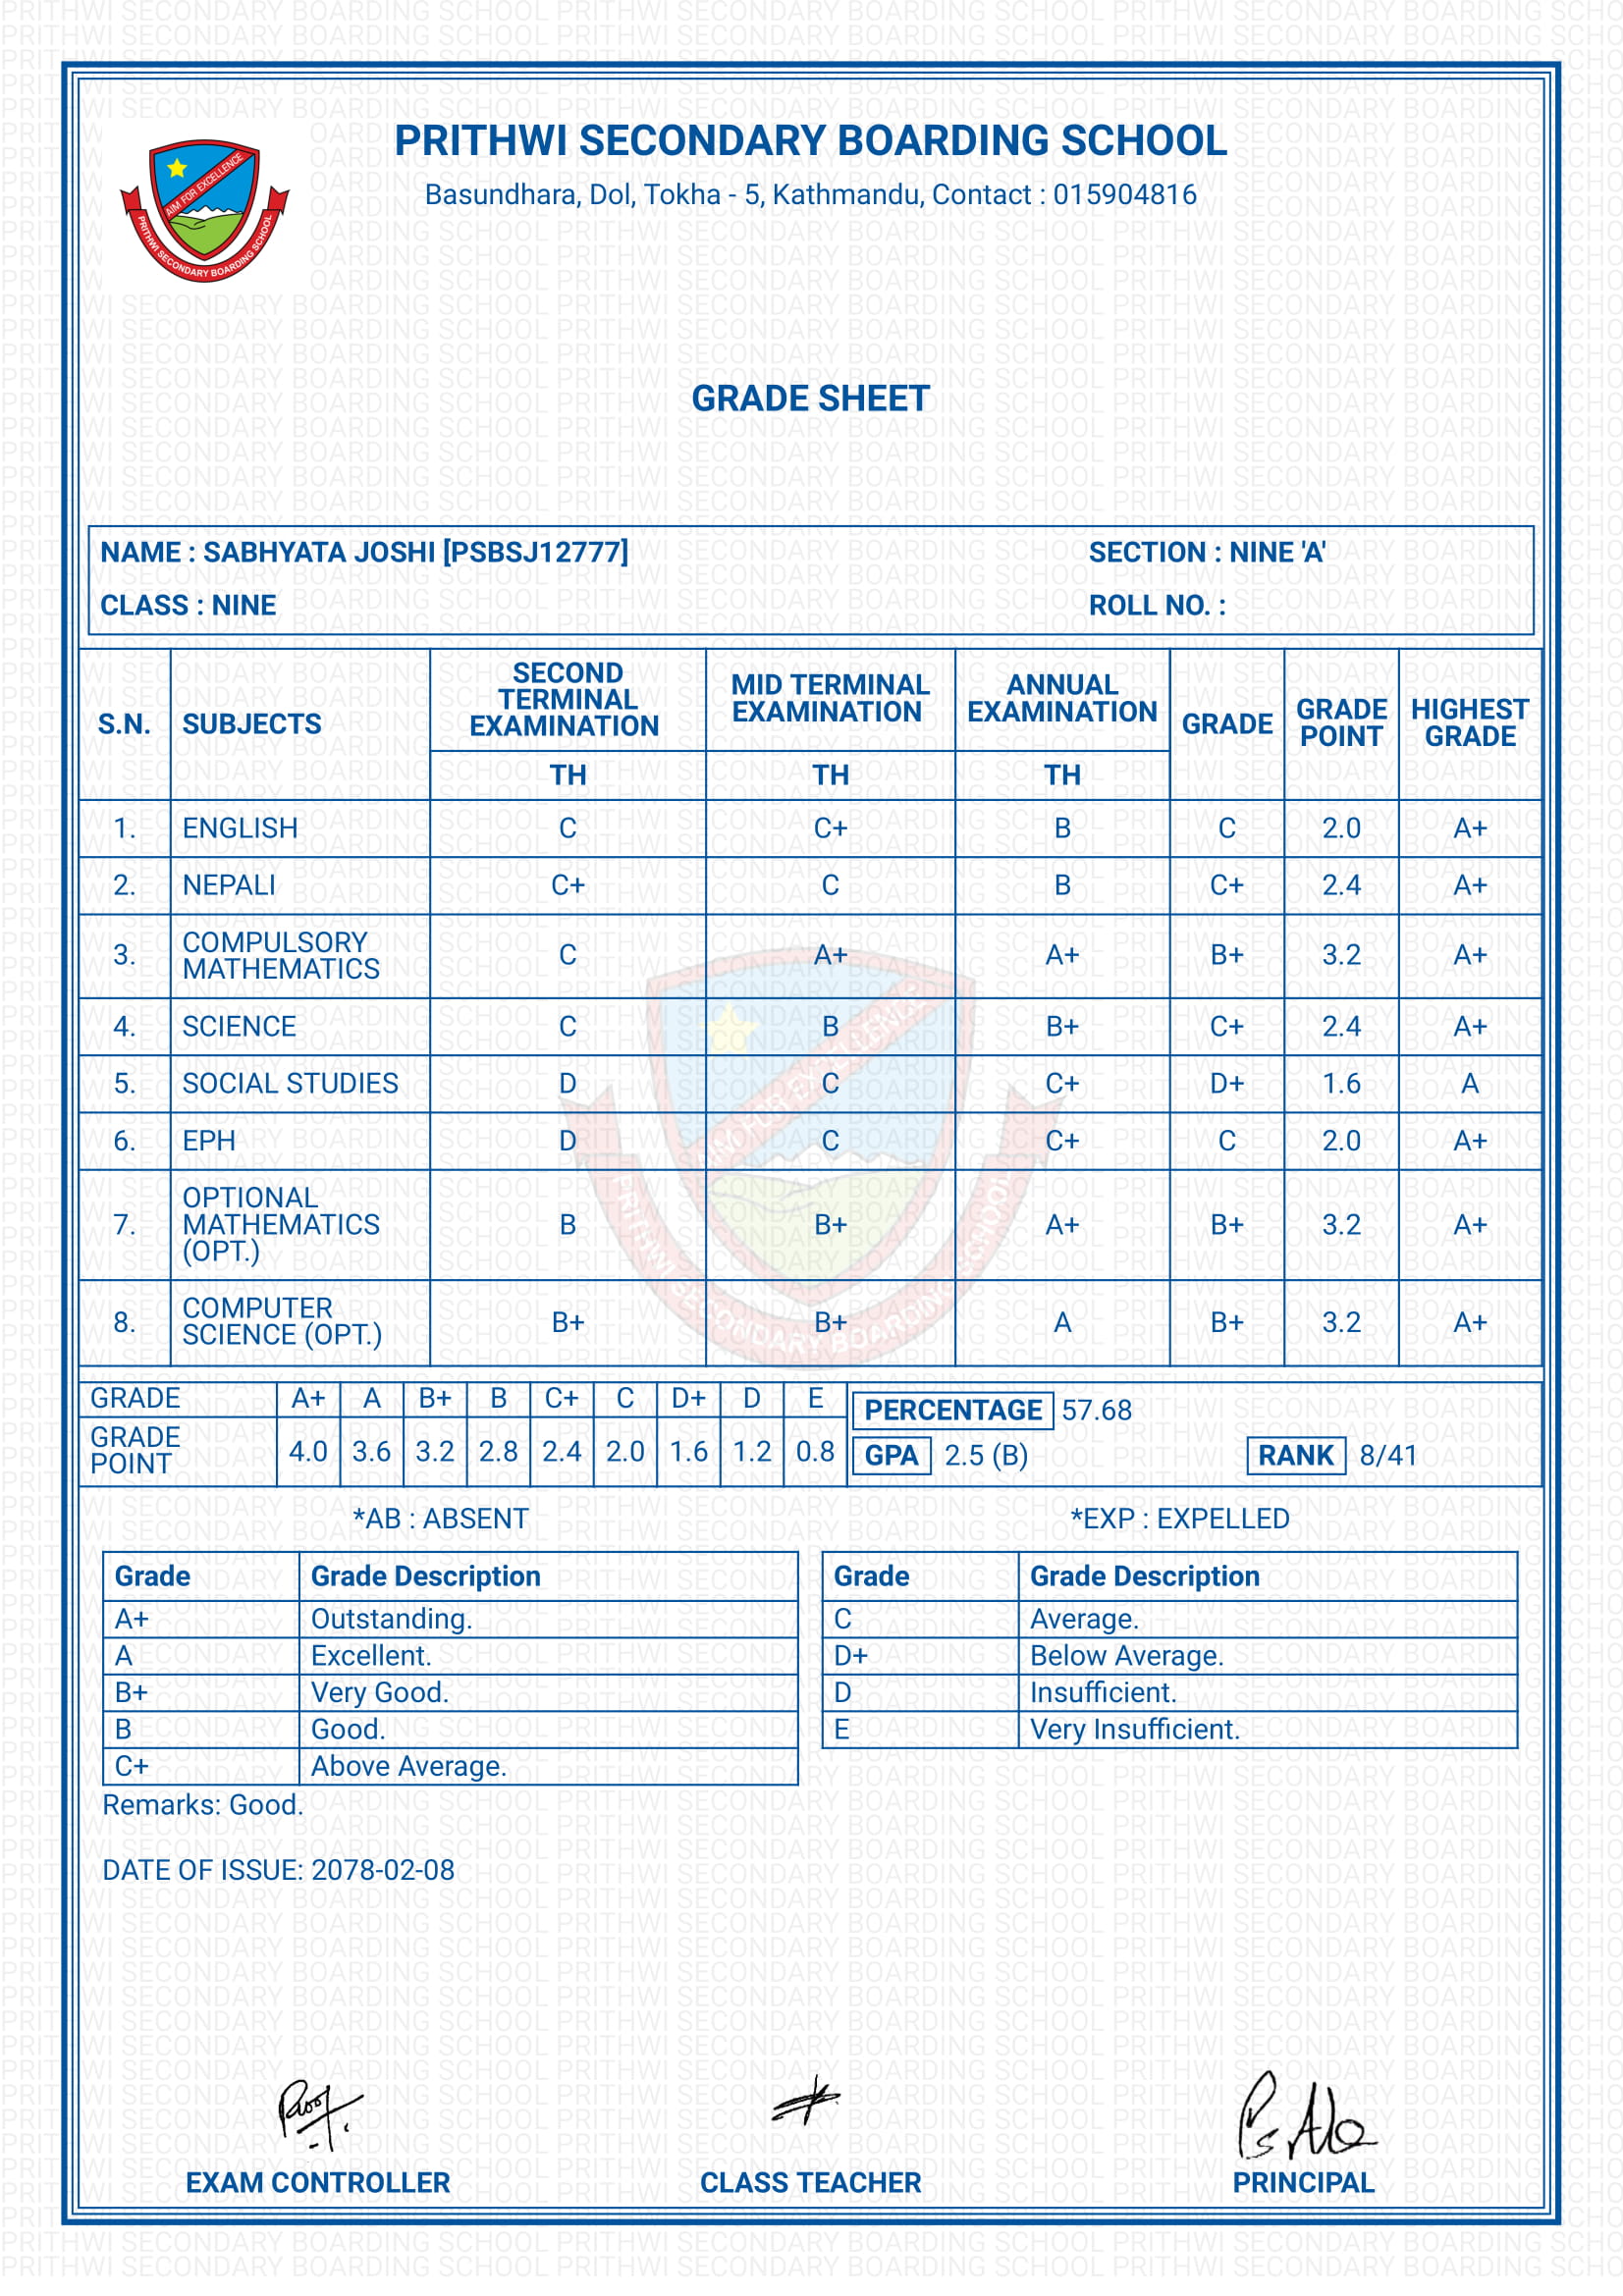 PRITHWI SECONDARY BOARDING SCHOOL
Basundhara, Dol, Tokha - 5, Kathmandu, Contact : 015904816
AIM FOR EXCELLENCE
PRITHWI SECONDARY BOARDING SCHOOL
GRADE SHEET
NAME : SABHYATA JOSHI [PSBSJ12777] SECTION : NINE 'A'
CLASS : NINE ROLL NO. :
S.N. SUBJECTS SECOND TERMINAL EXAMINATION MID TERMINAL EXAMINATION ANNUAL EXAMINATION GRADE GRADE POINT HIGHEST GRADE
TH TH TH
1. ENGLISH C C+ B C 2.0 A+
2. NEPALI C+ C B C+ 2.4 A+
3. COMPULSORY MATHEMATICS C A+ A+ B+ 3.2 A+
4. SCIENCE C B B+ C+ 2.4 A+
5. SOCIAL STUDIES D C C+ D+ 1.6 A
6. EPH D C C+ C 2.0 A+
7. OPTIONAL MATHEMATICS (OPT.) B B+ A+ B+ 3.2 A+
8. COMPUTER SCIENCE (OPT.) B+ B+ A B+ 3.2 A+
GRADE A+ A B+ B C+ C D+ D E
GRADE POINT 4.0 3.6 3.2 2.8 2.4 2.0 1.6 1.2 0.8
PERCENTAGE 57.68
GPA 2.5 (B) RANK 8/41
*AB : ABSENT *EXP : EXPELLED
Grade Grade Description
A+ Outstanding.
A Excellent.
B+ Very Good.
B Good.
C+ Above Average.
Grade Grade Description
C Average.
D+ Below Average.
D Insufficient.
E Very Insufficient.
Remarks: Good.
DATE OF ISSUE: 2078-02-08
EXAM CONTROLLER CLASS TEACHER PRINCIPAL